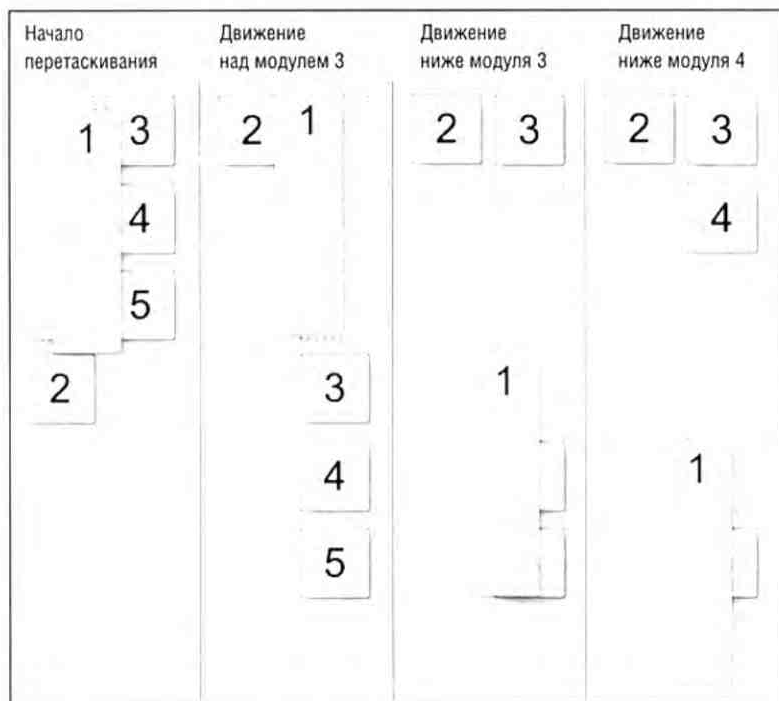 Начало
перетаскивания
1 3
4
5
2
Движение
над модулем 3
2 1
3
4
5
Движение
ниже модуля 3
2 3
1
Движение
ниже модуля 4
2 3
4
1